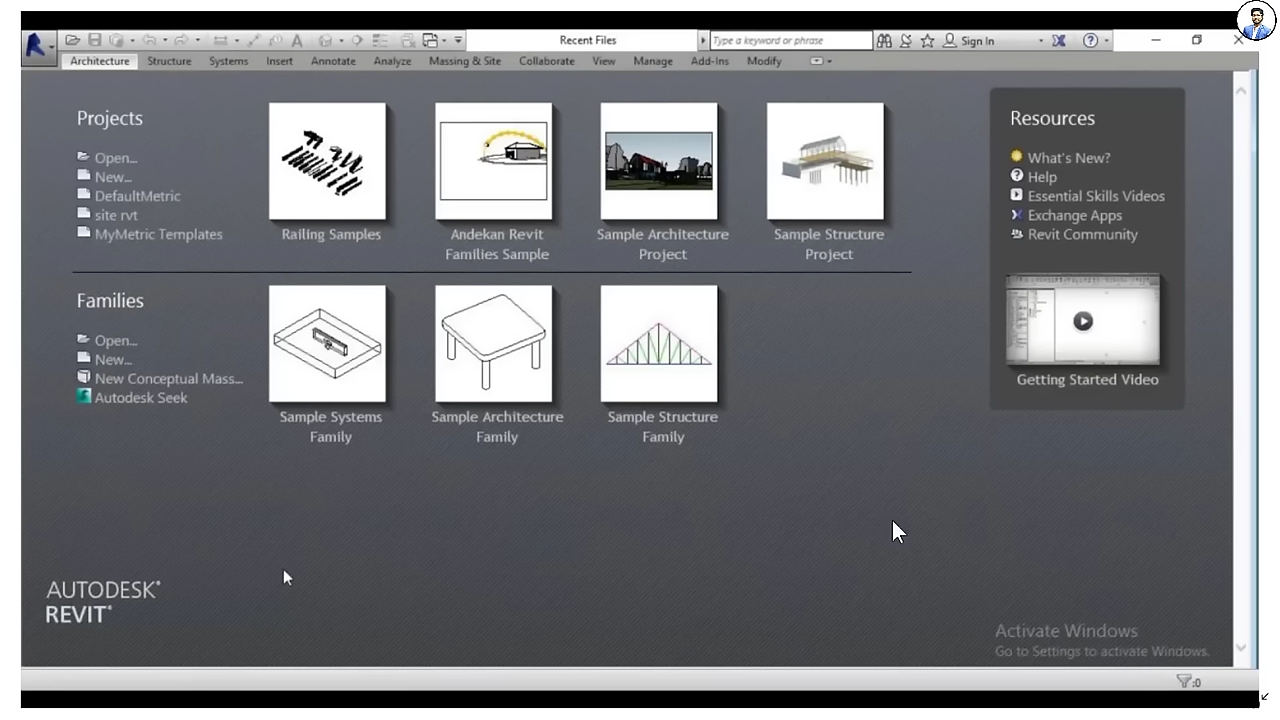 Recent Files
Type a keyword or phrase
Sign In
Architecture
Structure
Systems
Insert
Annotate
Analyze
Massing & Site
Collaborate
View
Manage
Add-Ins
Modify
Projects
Open...
New...
DefaultMetric
site rvt
MyMetric Templates
Railing Samples
Andekan Revit
Families Sample
Sample Architecture
Project
Sample Structure
Project
Families
Open...
New...
New Conceptual Mass...
Autodesk Seek
Sample Systems
Family
Sample Architecture
Family
Sample Structure
Family
Resources
What's New?
Help
Essential Skills Videos
Exchange Apps
Revit Community
Getting Started Video
AUTODESK®
REVIT®
Activate Windows
Go to Settings to activate Windows.
:0